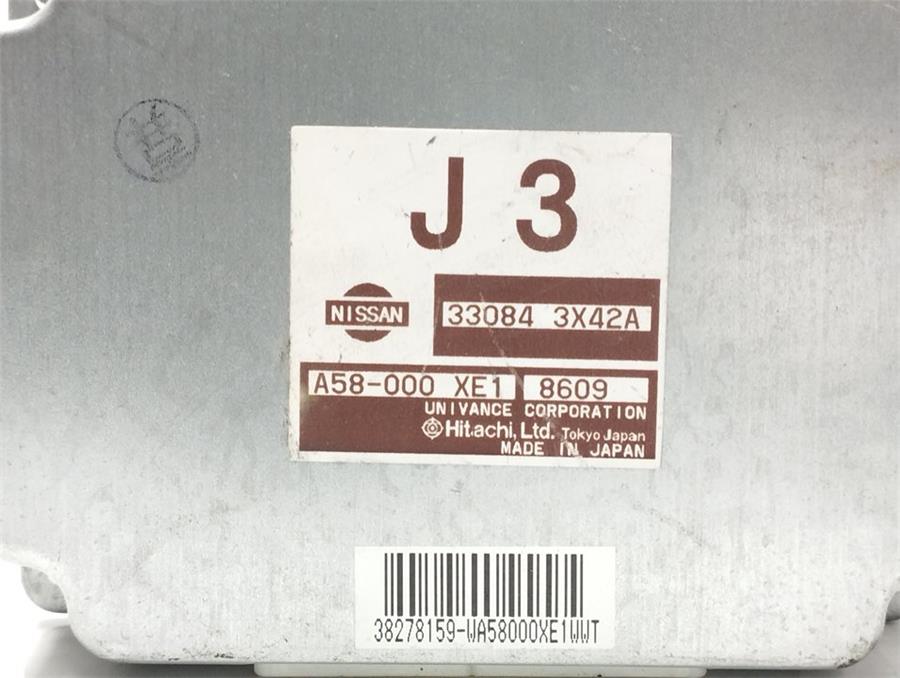 J 3
NISSAN
33084 3X42A
A58-000 XE1 8609
UNIVANCE CORPORATION
Hitachi, Ltd. Tokyo Japan
MADE IN JAPAN
38278159-WA58000XE1WWT